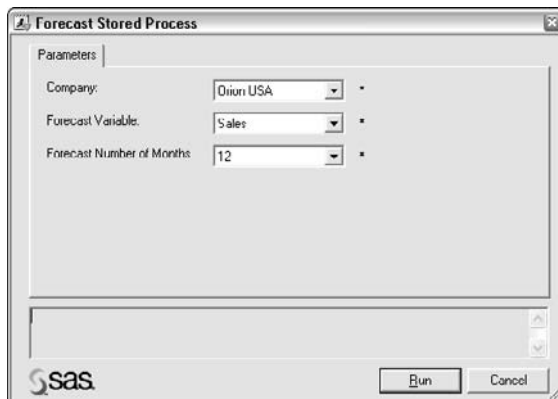 Forecast Stored Process
Parameters
Company: Orion USA *
Forecast Variable: Sales *
Forecast Number of Months 12 *
sas.
Run Cancel